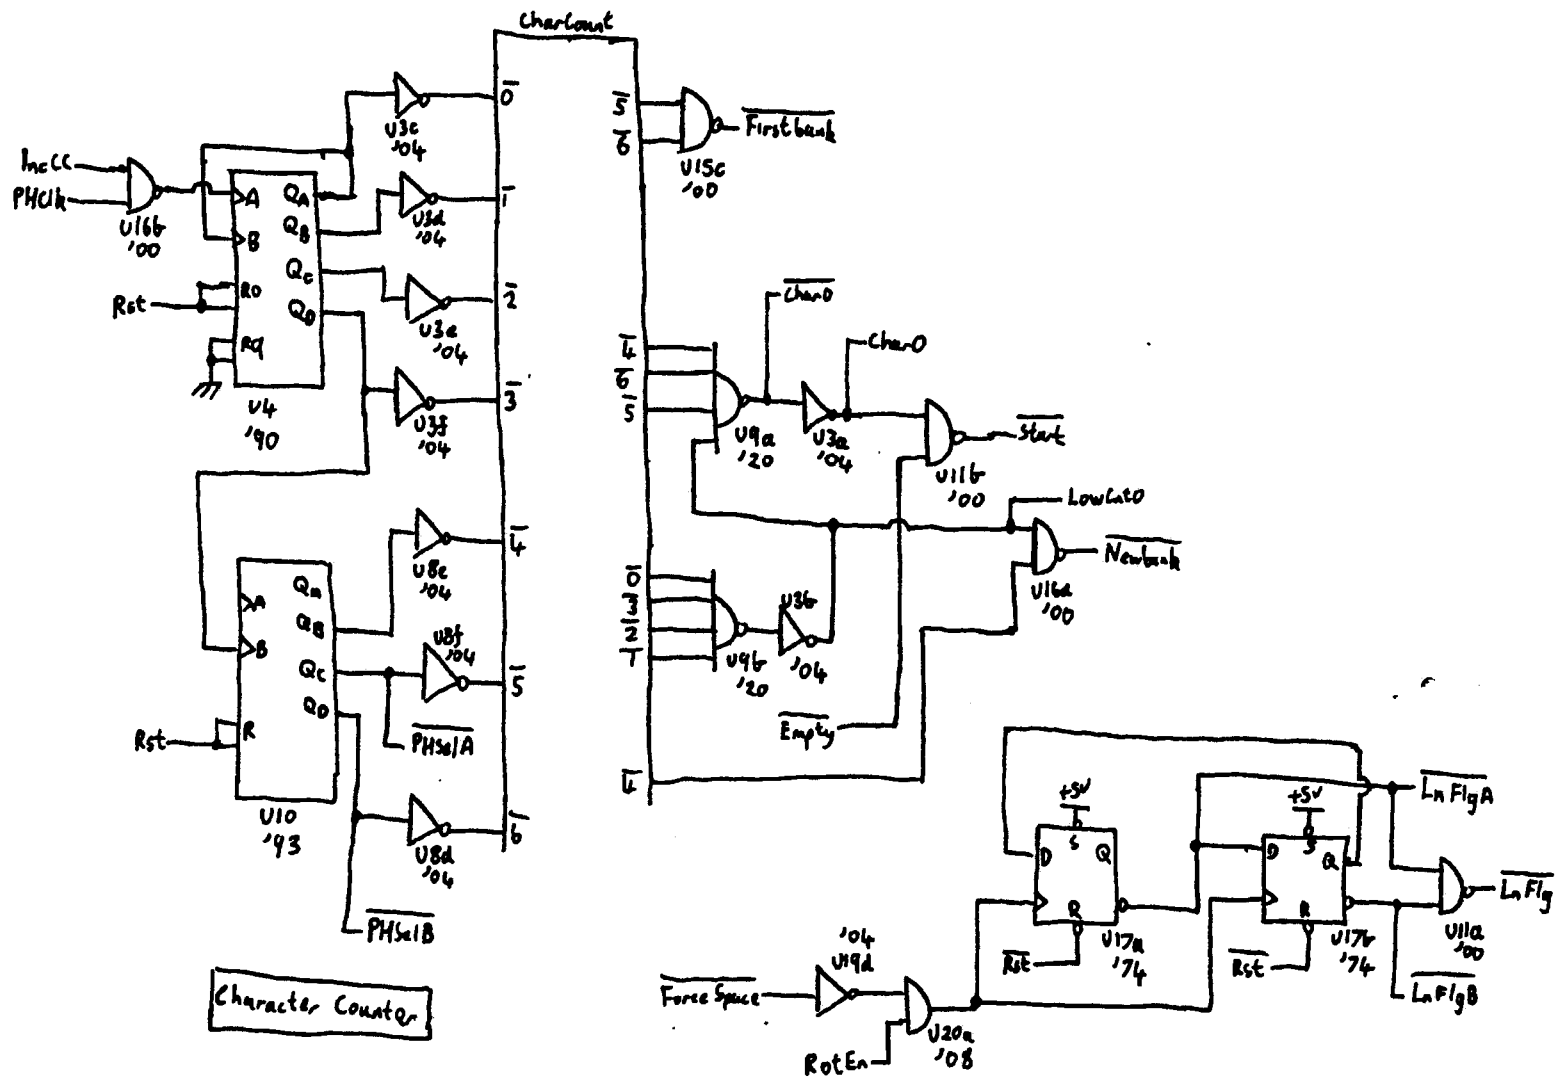 CharCount
0
U3c
'04
IncCC
PHClk
U16b
'00
A
B
R0
R9
QA
QB
QC
QD
Rst
U4
'90
1
U3d
'04
2
U3e
'04
3
U3f
'04
4
U8e
'04
U8f
'04
5
PHSelA
A
B
R
QA
QB
QC
QD
Rst
U10
'93
6
U8d
'04
PHSelB
Character Counter
5
6
U15c
'00
Firstbank
4
6
5
U9a
'20
Char0
U3a
'04
Char0
U11b
'00
Start
LowCnt0
U16a
'00
Newbank
0
3
2
1
U9b
'20
U3b
'04
Empty
4
+5V
D
S
Q
R
U17a
'74
Rst
+5V
D
S
Q
R
U17b
'74
Rst
LnFlgA
U11a
'00
LnFlg
LnFlgB
ForceSpace
'04
U19d
RotEn
U20a
'08